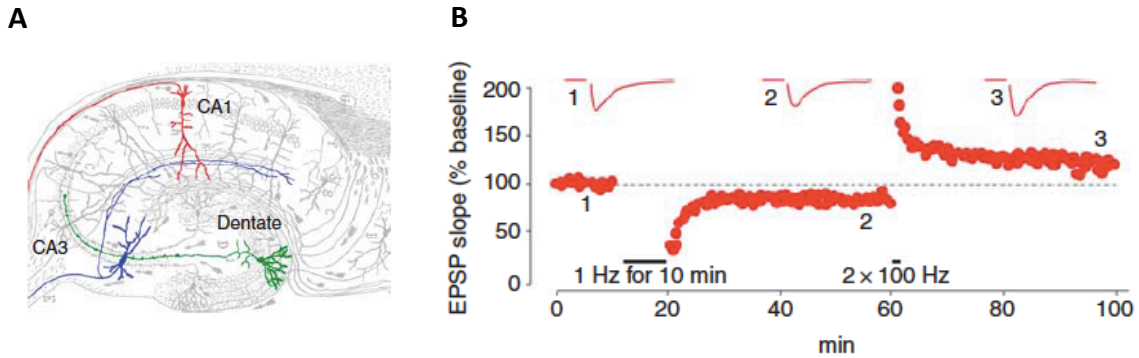 A
CA1
Dentate
CA3
B
EPSP slope (% baseline)
200
150
100
50
0
1
2
3
1
2
3
1 Hz for 10 min
2 × 100 Hz
0
20
40
60
80
100
min